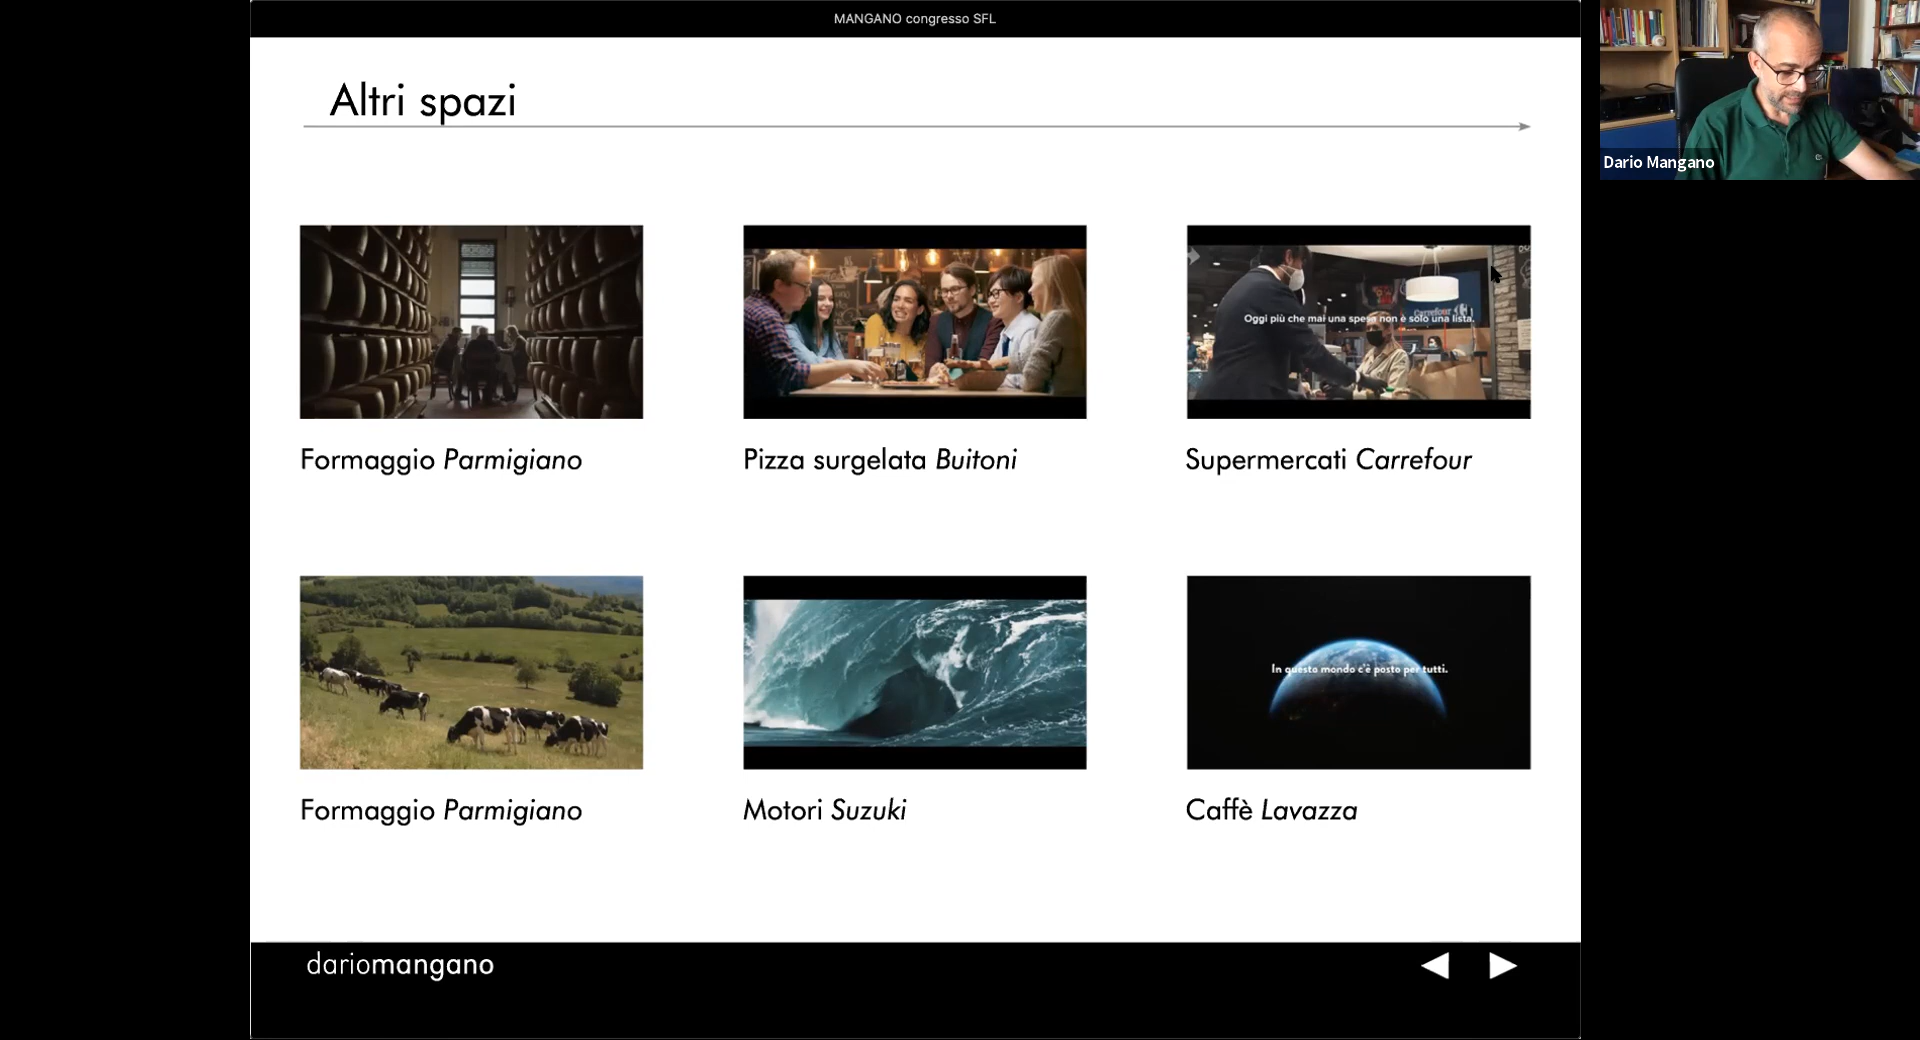 MANGANO congresso SFL
Dario Mangano
Altri spazi
Oggi più che mai una spesa non è solo una lista.
Carrefour
Formaggio Parmigiano
Pizza surgelata Buitoni
Supermercati Carrefour
In questo mondo c'è posto per tutti.
Formaggio Parmigiano
Motori Suzuki
Caffè Lavazza
dariomangano